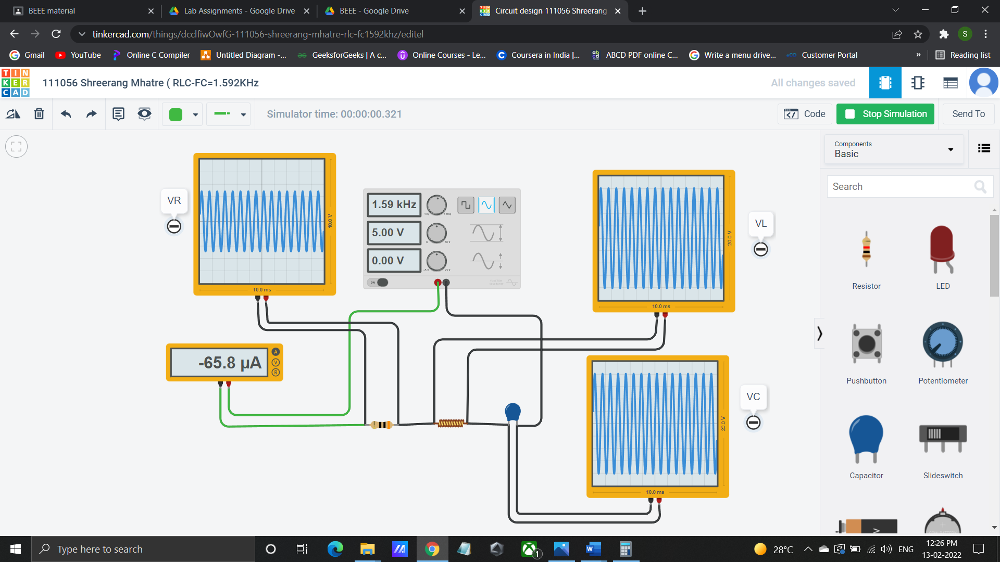 BEEE material
Lab Assignments - Google Drive
BEEE - Google Drive
Circuit design 111056 Shreerang
tinkercad.com/things/dcclfiwOwfG-111056-shreerang-mhatre-rlc-fc1592khz/editel
S
Gmail
YouTube
Online C Compiler
Untitled Diagram -...
GeeksforGeeks | A c...
Online Courses - Le...
Coursera in India |...
ABCD PDF online C...
Write a menu drive...
Customer Portal
»
Reading list
TIN
KER
CAD
111056 Shreerang Mhatre ( RLC-FC=1.592KHz
All changes saved
Simulator time: 00:00:00.321
Code
Stop Simulation
Send To
Components
Basic
Search
VR
10.0 V
10.0 ms
1.59 kHz
5.00 V
0.00 V
ON
VL
20.0 V
10.0 ms
-65.8 µA
A
V
R
VC
20.0 V
10.0 ms
Resistor
LED
Pushbutton
Potentiometer
Capacitor
Slideswitch
Type here to search
1
28°C
ENG
12:26 PM
13-02-2022